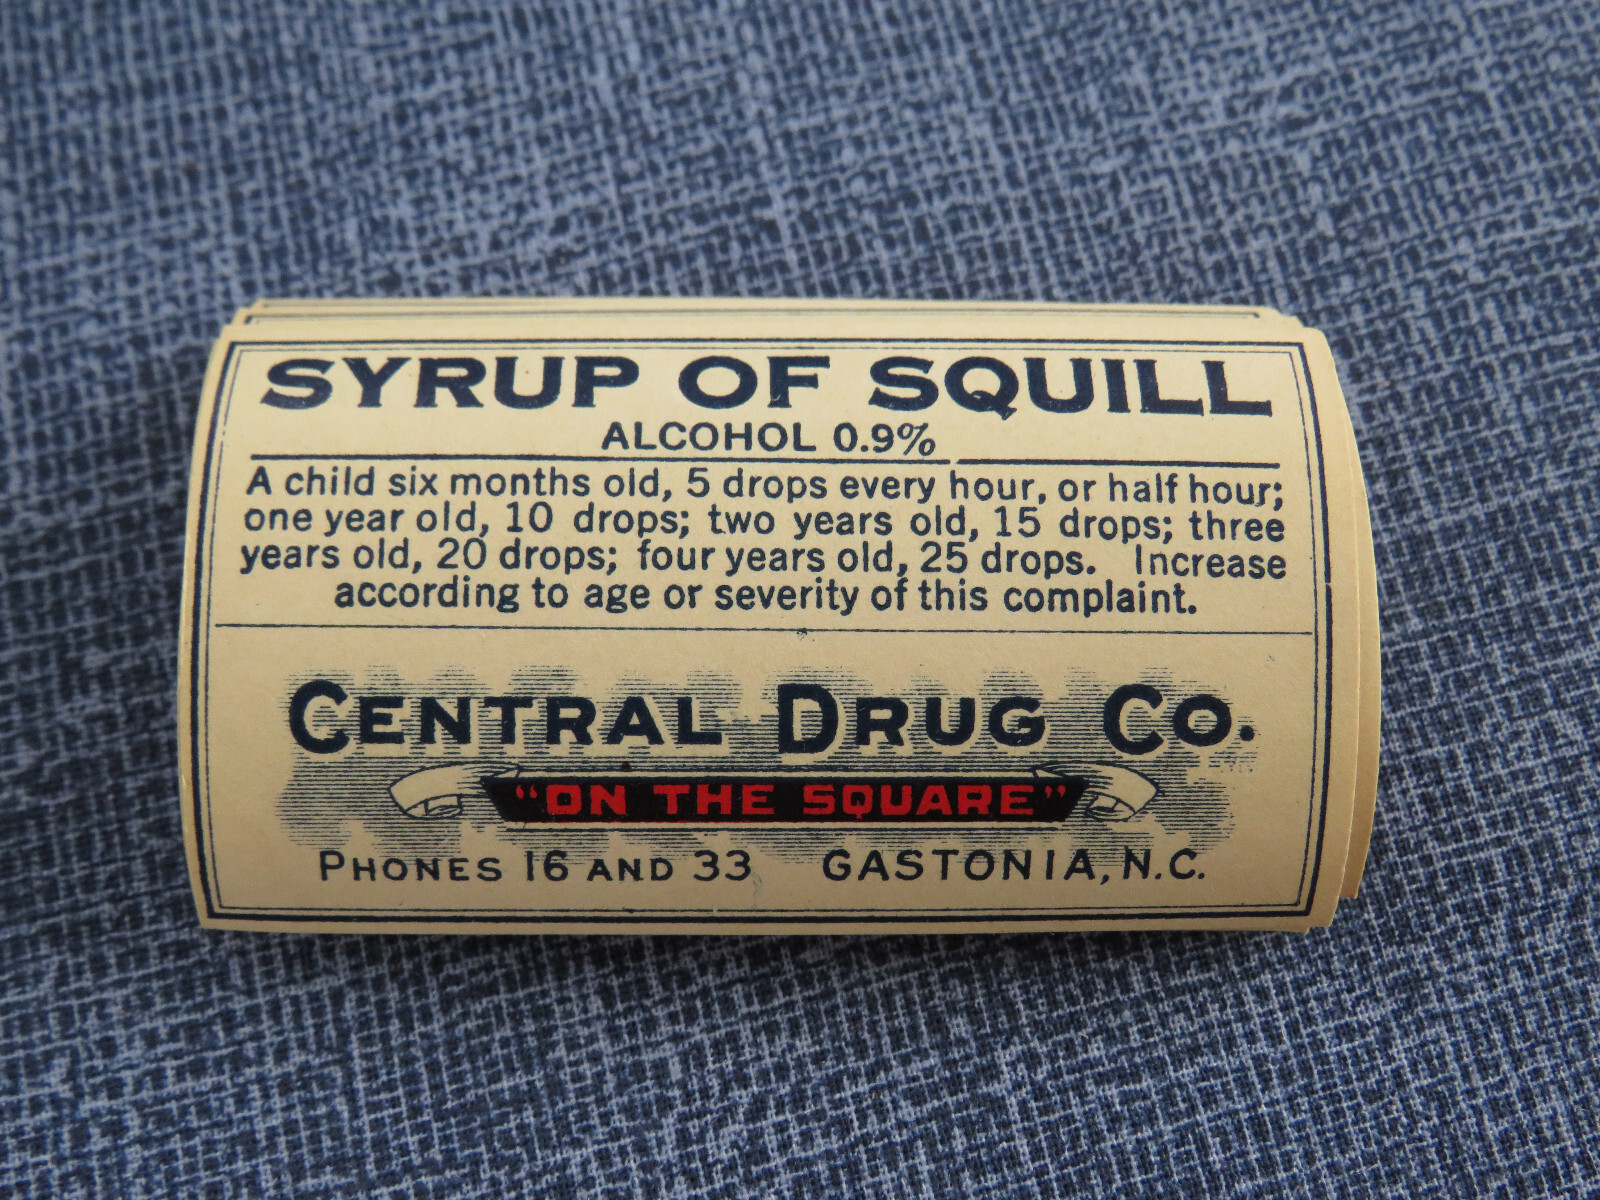 SYRUP OF SQUILL
ALCOHOL 0.9%
A child six months old, 5 drops every hour, or half hour;
one year old, 10 drops; two years old, 15 drops; three
years old, 20 drops; four years old, 25 drops. Increase
according to age or severity of this complaint.
CENTRAL DRUG CO.
"ON THE SQUARE"
PHONES 16 AND 33 GASTONIA, N.C.